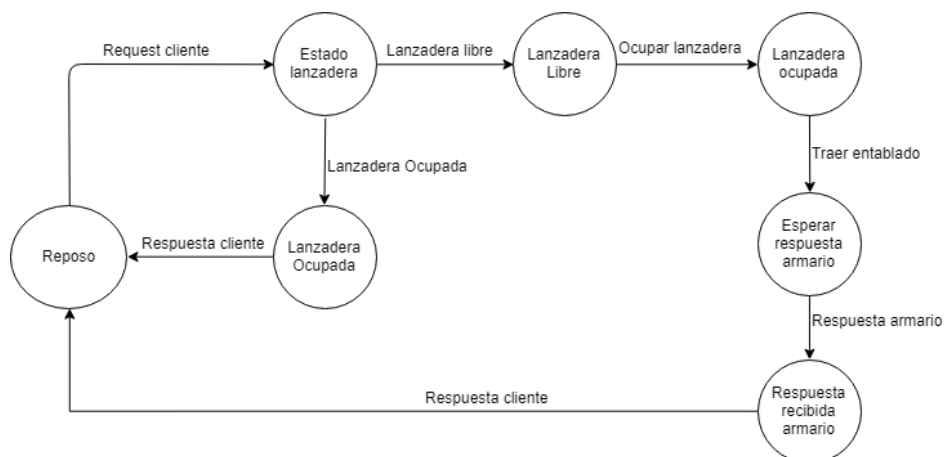 Request cliente
Estado
lanzadera
Lanzadera libre
Lanzadera
Libre
Ocupar lanzadera
Lanzadera
ocupada
Lanzadera Ocupada
Traer entablado
Reposo
Respuesta cliente
Lanzadera
Ocupada
Esperar
respuesta
armario
Respuesta armario
Respuesta cliente
Respuesta
recibida
armario